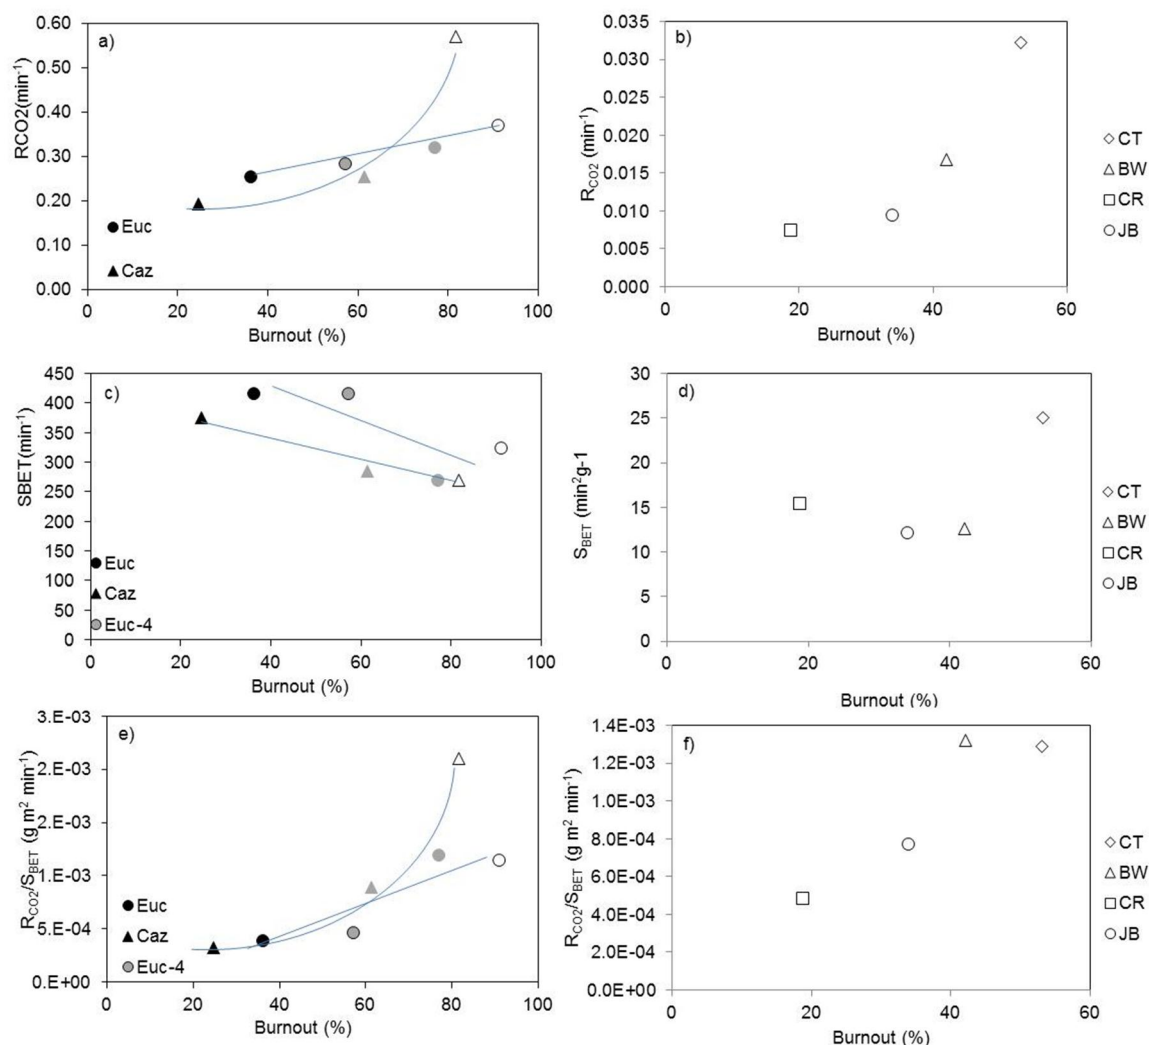 a)
0.60
0.50
0.40
0.30
0.20
0.10
0.00
RCO2(min⁻¹)
Euc
Caz
0 20 40 60 80 100
Burnout (%)
b)
0.035
0.030
0.025
0.020
0.015
0.010
0.005
0.000
R_CO2 (min⁻¹)
0 20 40 60
Burnout (%)
CT
BW
CR
JB
c)
450
400
350
300
250
200
150
100
50
0
SBET(min⁻¹)
Euc
Caz
Euc-4
0 20 40 60 80 100
Burnout (%)
d)
30
25
20
15
10
5
0
S_BET (min²g-1
0 20 40 60
Burnout (%)
CT
BW
CR
JB
e)
3.E-03
2.E-03
2.E-03
1.E-03
5.E-04
0.E+00
R_CO2/S_BET (g m² min⁻¹)
Euc
Caz
Euc-4
0 20 40 60 80 100
Burnout (%)
f)
1.4E-03
1.2E-03
1.0E-03
8.0E-04
6.0E-04
4.0E-04
2.0E-04
0.0E+00
R_CO2/S_BET (g m² min⁻¹)
0 20 40 60
Burnout (%)
CT
BW
CR
JB